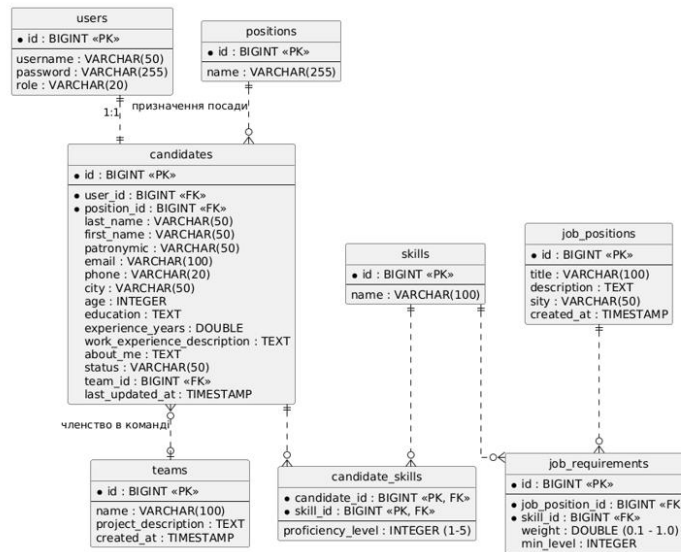 users
• id : BIGINT «PK»
username : VARCHAR(50)
password : VARCHAR(255)
role : VARCHAR(20)
positions
• id : BIGINT «PK»
name : VARCHAR(255)
1:1
призначення посади
candidates
• id : BIGINT «PK»
• user_id : BIGINT «FK»
• position_id : BIGINT «FK»
last_name : VARCHAR(50)
first_name : VARCHAR(50)
patronymic : VARCHAR(50)
email : VARCHAR(100)
phone : VARCHAR(20)
city : VARCHAR(50)
age : INTEGER
education : TEXT
experience_years : DOUBLE
work_experience_description : TEXT
about_me : TEXT
status : VARCHAR(50)
team_id : BIGINT «FK»
last_updated_at : TIMESTAMP
skills
• id : BIGINT «PK»
name : VARCHAR(100)
job_positions
• id : BIGINT «PK»
title : VARCHAR(100)
description : TEXT
sity : VARCHAR(50)
created_at : TIMESTAMP
членство в команді
teams
• id : BIGINT «PK»
name : VARCHAR(100)
project_description : TEXT
created_at : TIMESTAMP
candidate_skills
• candidate_id : BIGINT «PK, FK»
• skill_id : BIGINT «PK, FK»
proficiency_level : INTEGER (1-5)
job_requirements
• id : BIGINT «PK»
• job_position_id : BIGINT «FK
• skill_id : BIGINT «FK»
weight : DOUBLE (0.1 - 1.0)
min_level : INTEGER